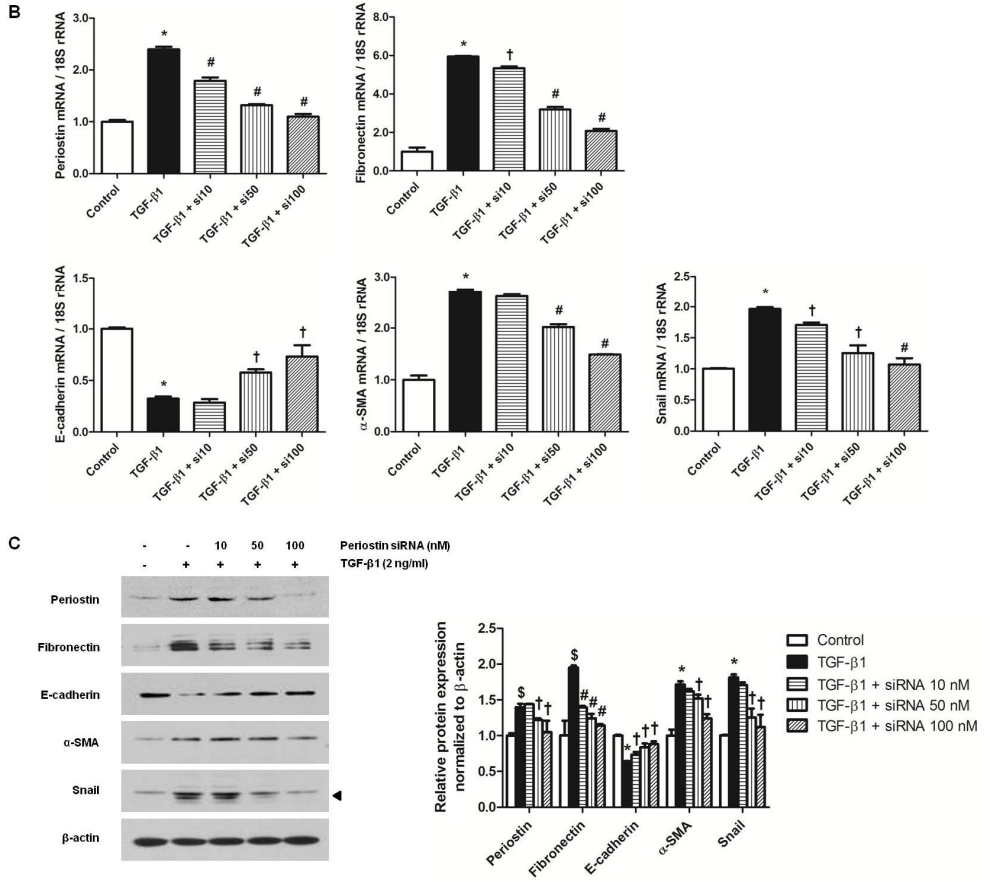 B
Periostin mRNA / 18S rRNA
3.0
2.0
1.0
0.0
*
#
#
#
Control
TGF-β1
TGF-β1 + si10
TGF-β1 + si50
TGF-β1 + si100
Fibronectin mRNA / 18S rRNA
8.0
6.0
4.0
2.0
0.0
*
†
#
#
Control
TGF-β1
TGF-β1 + si10
TGF-β1 + si50
TGF-β1 + si100
E-cadherin mRNA / 18S rRNA
1.5
1.0
0.5
0.0
*
†
†
Control
TGF-β1
TGF-β1 + si10
TGF-β1 + si50
TGF-β1 + si100
α-SMA mRNA / 18S rRNA
3.0
2.0
1.0
0.0
*
#
#
Control
TGF-β1
TGF-β1 + si10
TGF-β1 + si50
TGF-β1 + si100
Snail mRNA / 18S rRNA
2.5
2.0
1.5
1.0
0.5
0.0
*
†
†
#
Control
TGF-β1
TGF-β1 + si10
TGF-β1 + si50
TGF-β1 + si100
C
- - 10 50 100 Periostin siRNA (nM)
- + + + + TGF-β1 (2 ng/ml)
Periostin
Fibronectin
E-cadherin
α-SMA
Snail
β-actin
Relative protein expression
normalized to β-actin
2.5
2.0
1.5
1.0
0.5
0.0
$ † †
$ # # #
* † † †
* † †
* † †
Periostin
Fibronectin
E-cadherin
α-SMA
Snail
Control
TGF-β1
TGF-β1 + siRNA 10 nM
TGF-β1 + siRNA 50 nM
TGF-β1 + siRNA 100 nM